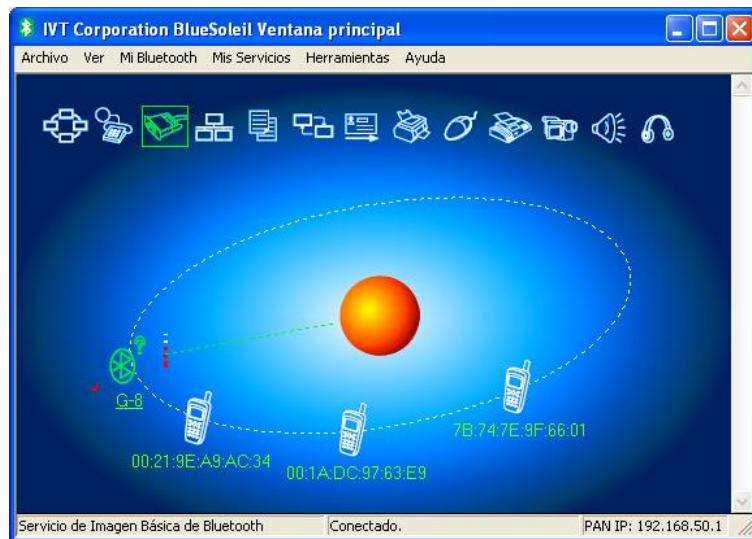 IVT Corporation BlueSoleil Ventana principal
Archivo Ver Mi Bluetooth Mis Servicios Herramientas Ayuda
?
G-8
00:21:9E:A9:AC:34
00:1A:DC:97:63:E9
7B:74:7E:9F:66:01
Servicio de Imagen Básica de Bluetooth Conectado. PAN IP: 192.168.50.1